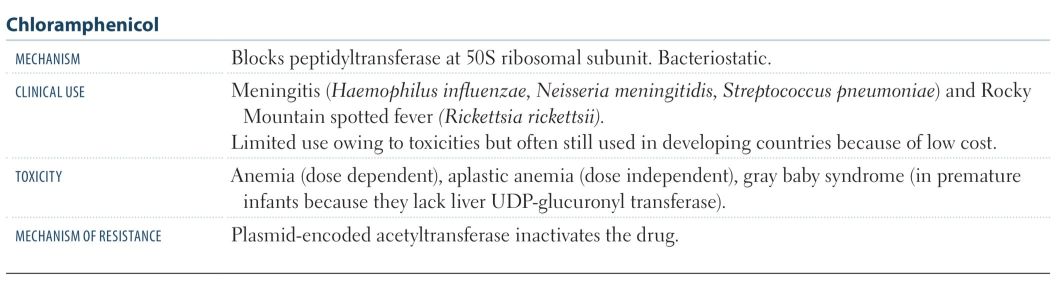 Chloramphenicol
MECHANISM Blocks peptidyltransferase at 50S ribosomal subunit. Bacteriostatic.
CLINICAL USE Meningitis (Haemophilus influenzae, Neisseria meningitidis, Streptococcus pneumoniae) and Rocky
Mountain spotted fever (Rickettsia rickettsii).
Limited use owing to toxicities but often still used in developing countries because of low cost.
TOXICITY Anemia (dose dependent), aplastic anemia (dose independent), gray baby syndrome (in premature
infants because they lack liver UDP-glucuronyl transferase).
MECHANISM OF RESISTANCE Plasmid-encoded acetyltransferase inactivates the drug.